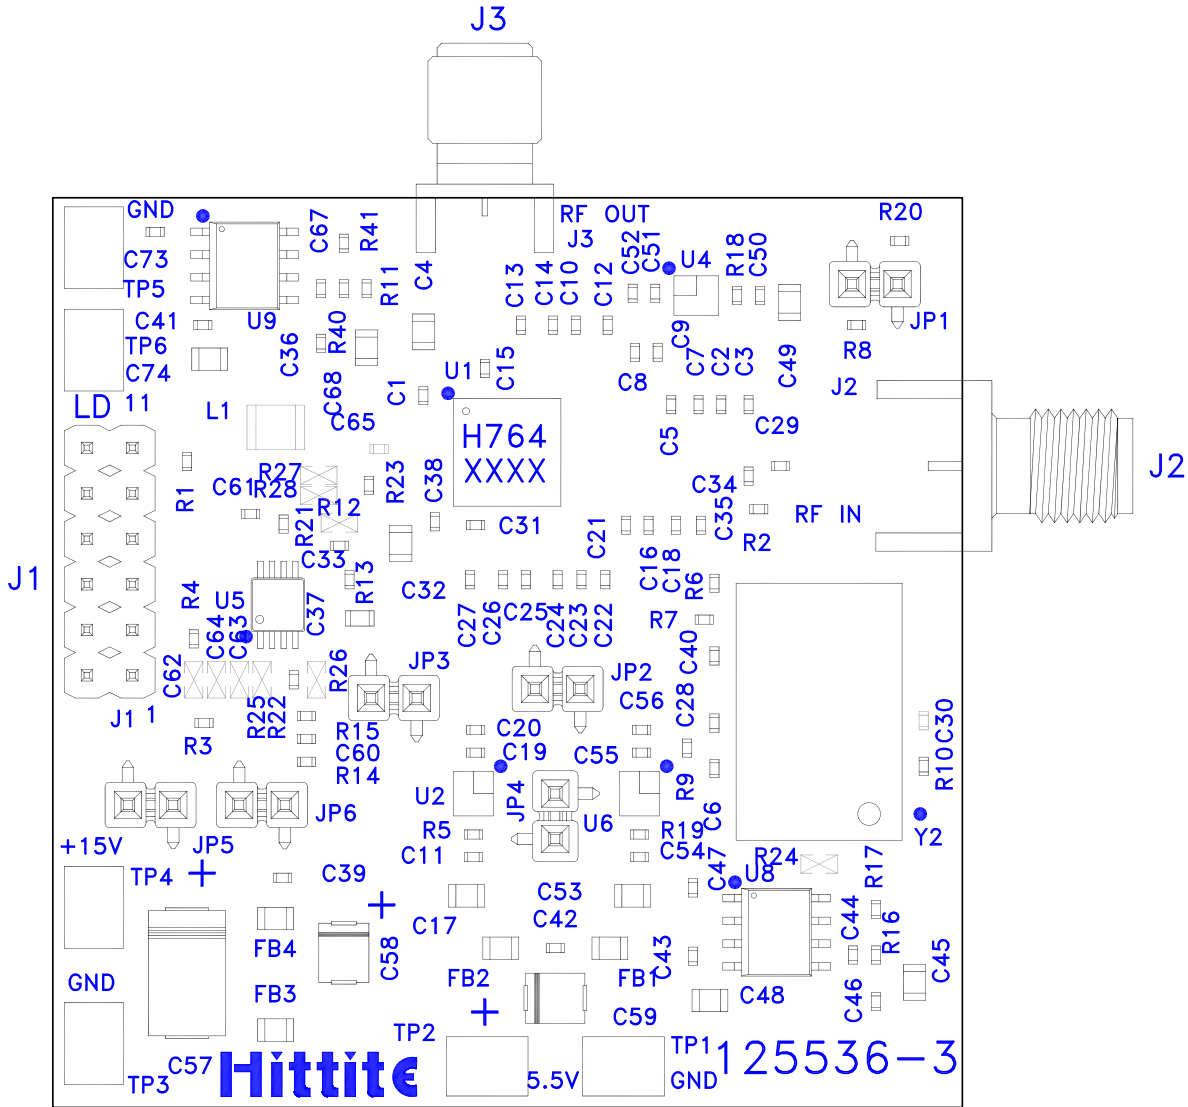 J3
GND
C67
R41
RF OUT
J3
C52
C51
U4
R18
C50
R20
C73
TP5
C41
U9
TP6
C74
C36
R40
R11
C4
C13
C14
C10
C12
C9
C7
C2
C3
C49
JP1
R8
J2
LD 11
L1
C68
C65
C1
U1
C15
C8
C5
C29
H764
XXXX
J2
R1
C61
R27
R28
R12
R23
C38
C31
C21
C34
C35
R2
RF IN
J1
R4
R21
C33
U5
C37
R13
C32
C27
C26
C25
C24
C23
C22
C16
C18
R6
R7
C62
C64
C63
R25
R22
R26
JP3
JP2
C40
C28
C56
C30
R10
J1 1
R3
R15
C60
R14
C20
C19
C55
U2
JP4
U6
R9
C6
Y2
+15V
JP5
JP6
R5
C11
R19
C54
C47
U8
R24
R17
TP4
+
C39
+
C17
C53
C42
C44
R16
FB4
C58
FB2
FB1
C43
C48
C46
C45
GND
FB3
+
C59
TP2
TP1
125536-3
C57
TP3
Hittite
5.5V
GND